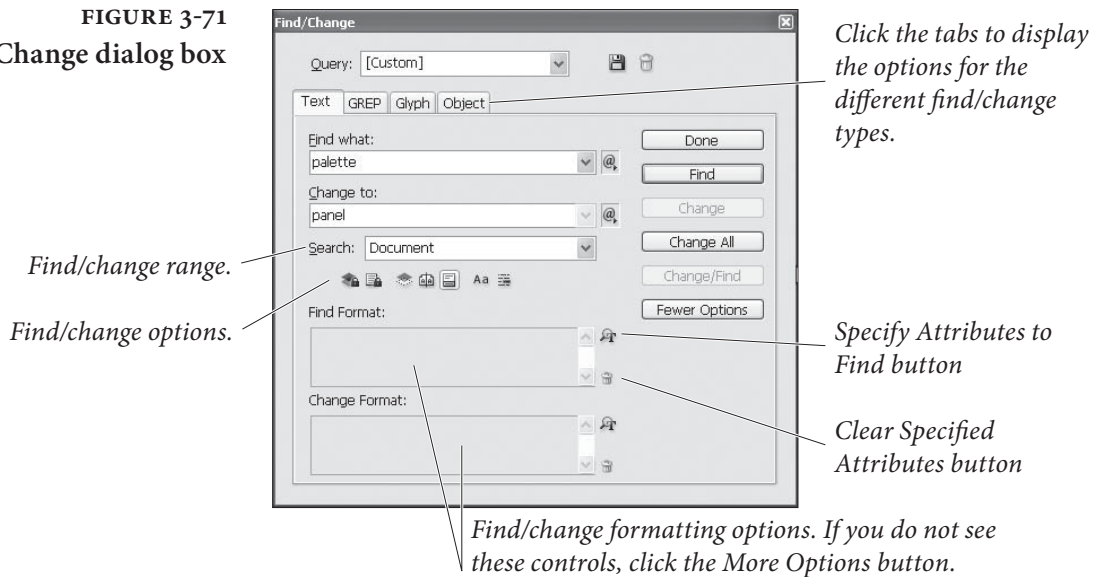 FIGURE 3-71
Change dialog box
Find/Change
Query: [Custom]
Text GREP Glyph Object
Find what:
palette
Change to:
panel
Search: Document
Aa
Find Format:
Change Format:
Done
Find
Change
Change All
Change/Find
Fewer Options
Click the tabs to display
the options for the
different find/change
types.
Find/change range.
Find/change options.
Specify Attributes to
Find button
Clear Specified
Attributes button
Find/change formatting options. If you do not see
these controls, click the More Options button.